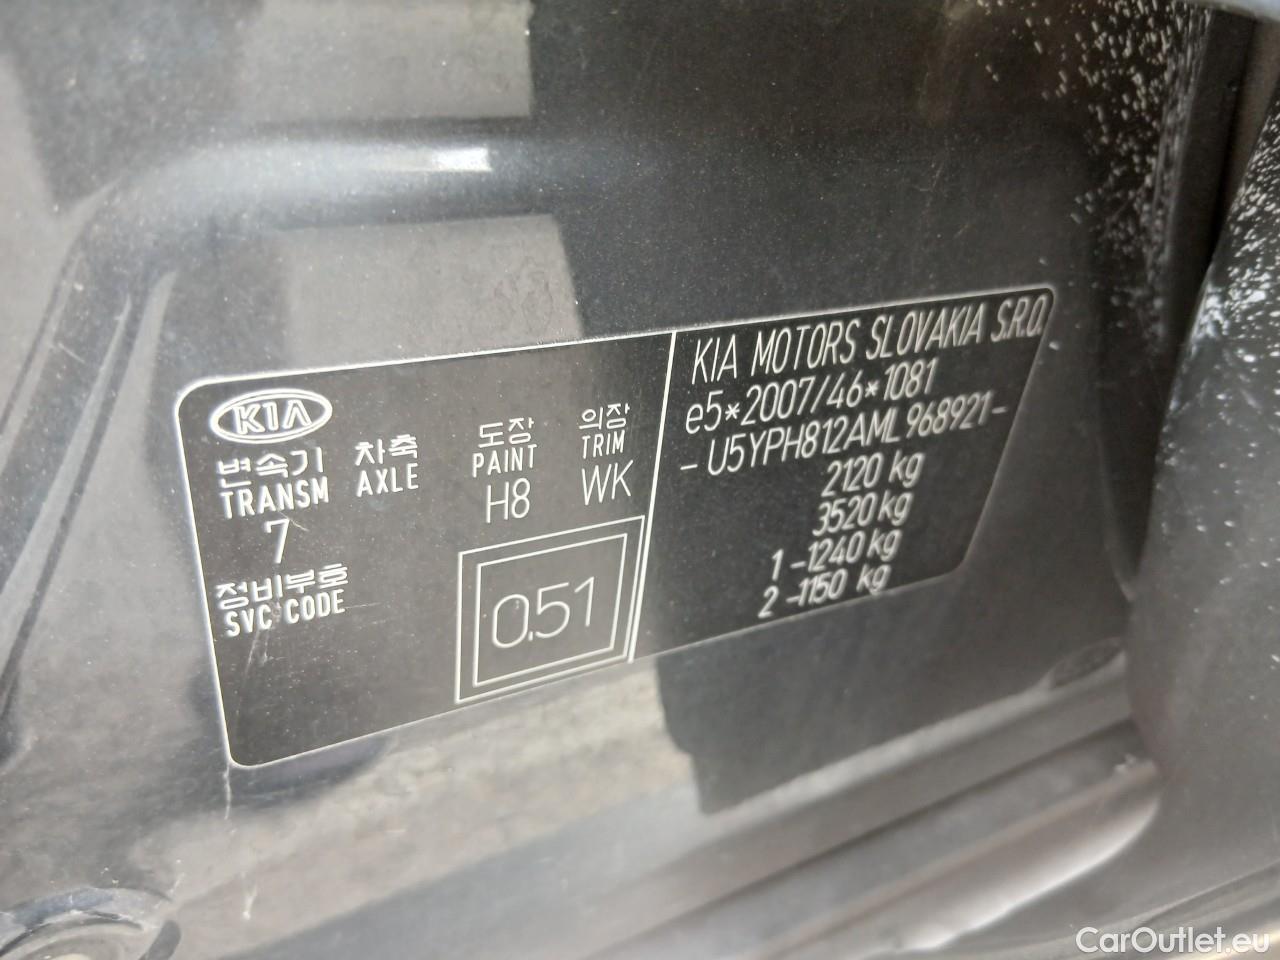 KIA
변속기 차축 도장 의장
TRANSM AXLE PAINT TRIM
7 H8 WK
정비부호
SVC CODE
0.51
KIA MOTORS SLOVAKIA S.R.O.
e5*2007/46*1081
- U5YPH812AML968921-
2120 kg
3520 kg
1 -1240 kg
2 -1150 kg
CarOutlet.eu